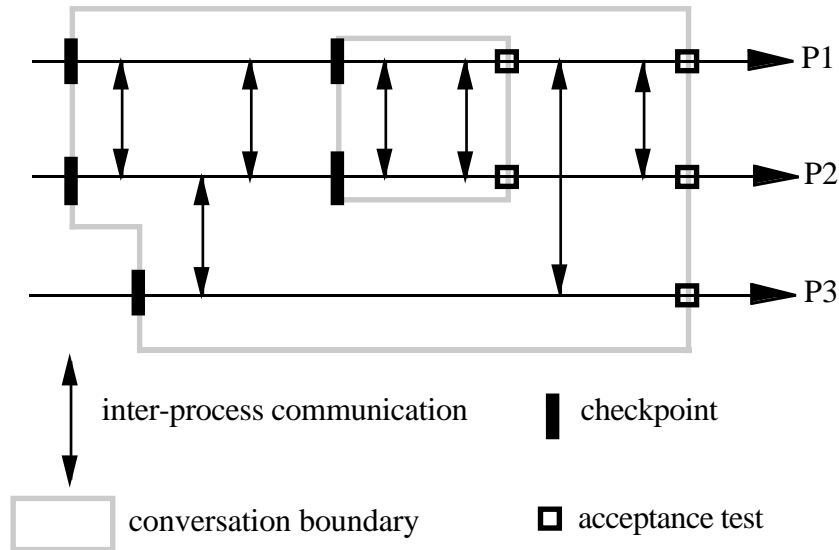 P1
P2
P3
inter-process communication
checkpoint
conversation boundary
acceptance test